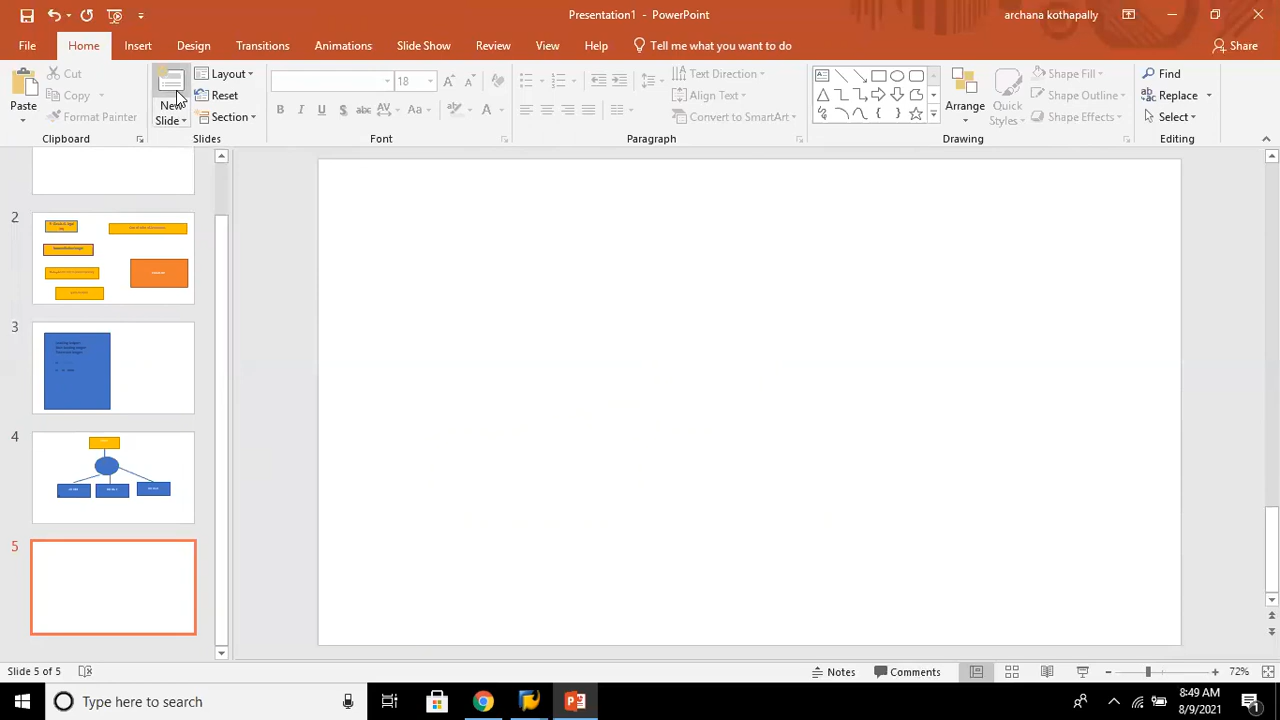 Presentation1 - PowerPoint
archana kothapally
File Home Insert Design Transitions Animations Slide Show Review View Help Tell me what you want to do Share
Paste
Cut
Copy
Format Painter
Clipboard
New
Slide
Layout
Reset
Section
Slides
18
B I U S abc AV Aa A
Font
Text Direction
Align Text
Convert to SmartArt
Paragraph
Arrange
Quick
Styles
Shape Fill
Shape Outline
Shape Effects
Drawing
Find
Replace
Select
Editing
2
3
4
5
Slide 5 of 5
Notes
Comments
72%
Type here to search
8:49 AM
8/9/2021
1